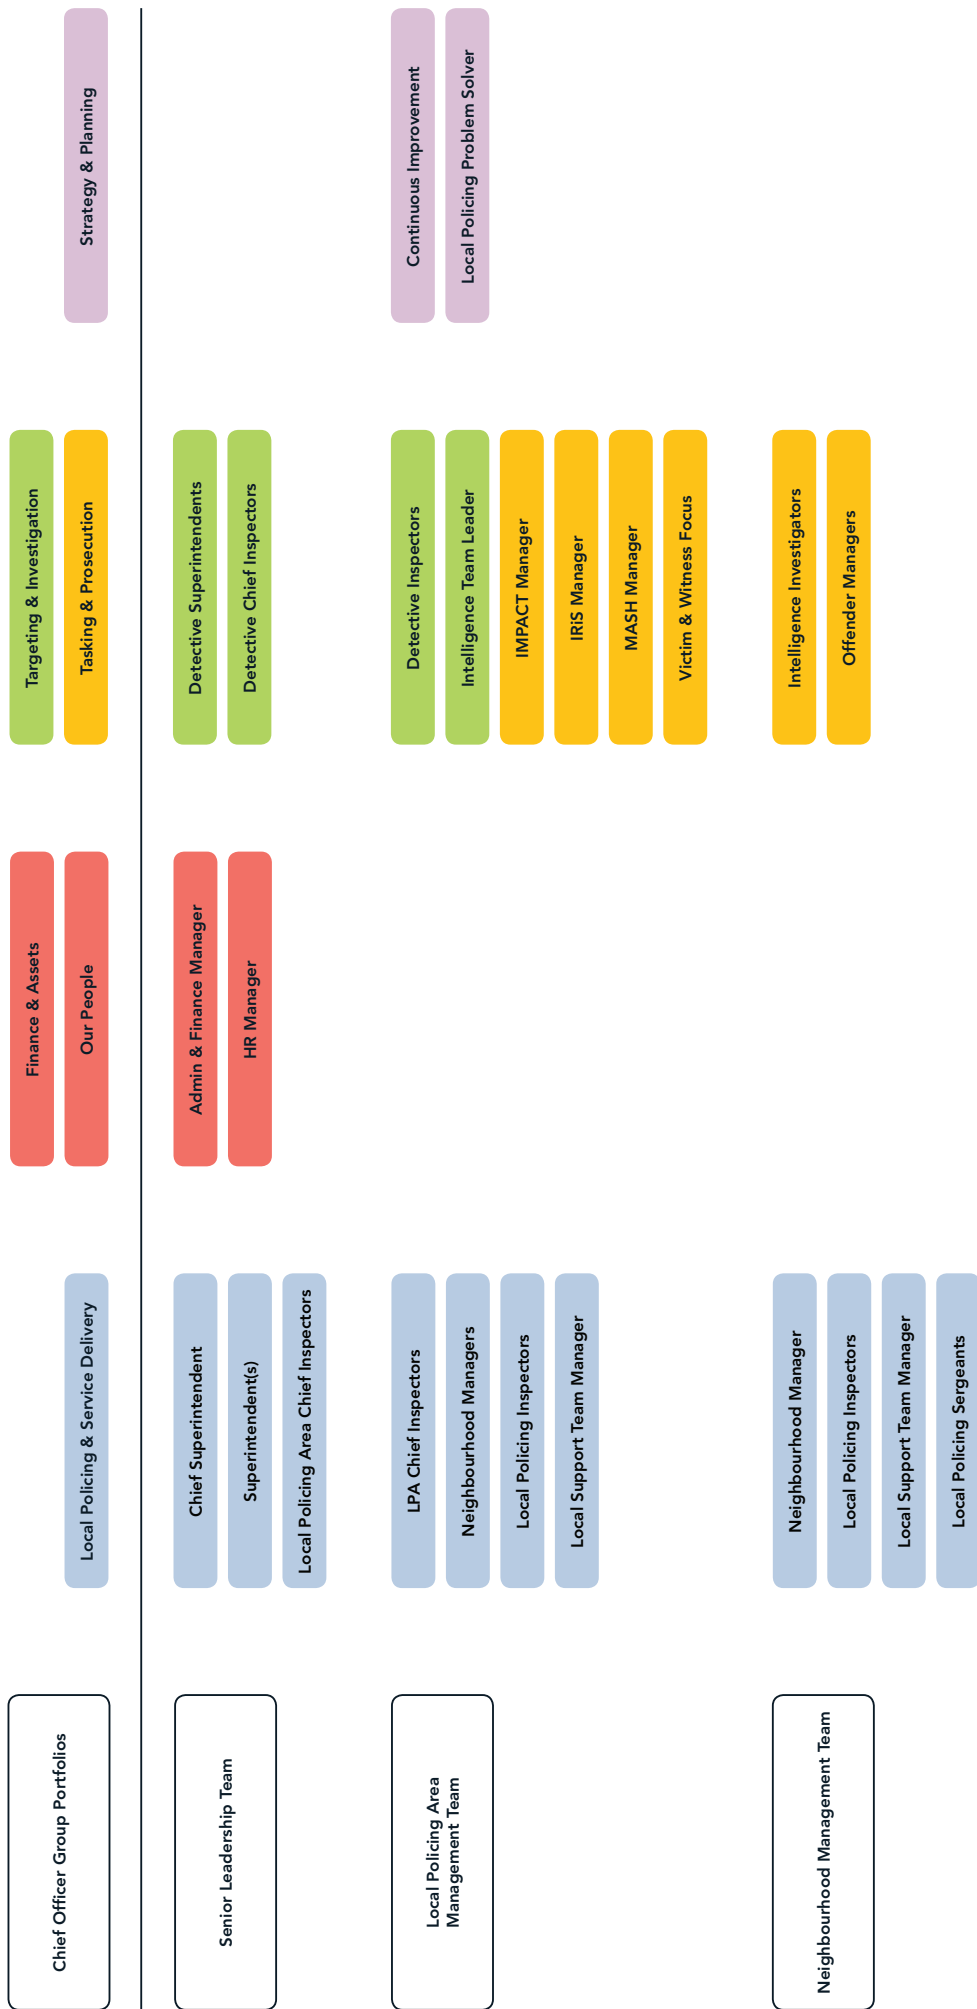 Chief Officer Group Portfolios
Local Policing & Service Delivery
Finance & Assets
Our People
Targeting & Investigation
Tasking & Prosecution
Strategy & Planning
Senior Leadership Team
Chief Superintendent
Superintendent(s)
Local Policing Area Chief Inspectors
Admin & Finance Manager
HR Manager
Detective Superintendents
Detective Chief Inspectors
Local Policing Area
Management Team
LPA Chief Inspectors
Neighbourhood Managers
Local Policing Inspectors
Local Support Team Manager
Detective Inspectors
Intelligence Team Leader
IMPACT Manager
IRiS Manager
MASH Manager
Victim & Witness Focus
Continuous Improvement
Local Policing Problem Solver
Neighbourhood Management Team
Neighbourhood Manager
Local Policing Inspectors
Local Support Team Manager
Local Policing Sergeants
Intelligence Investigators
Offender Managers